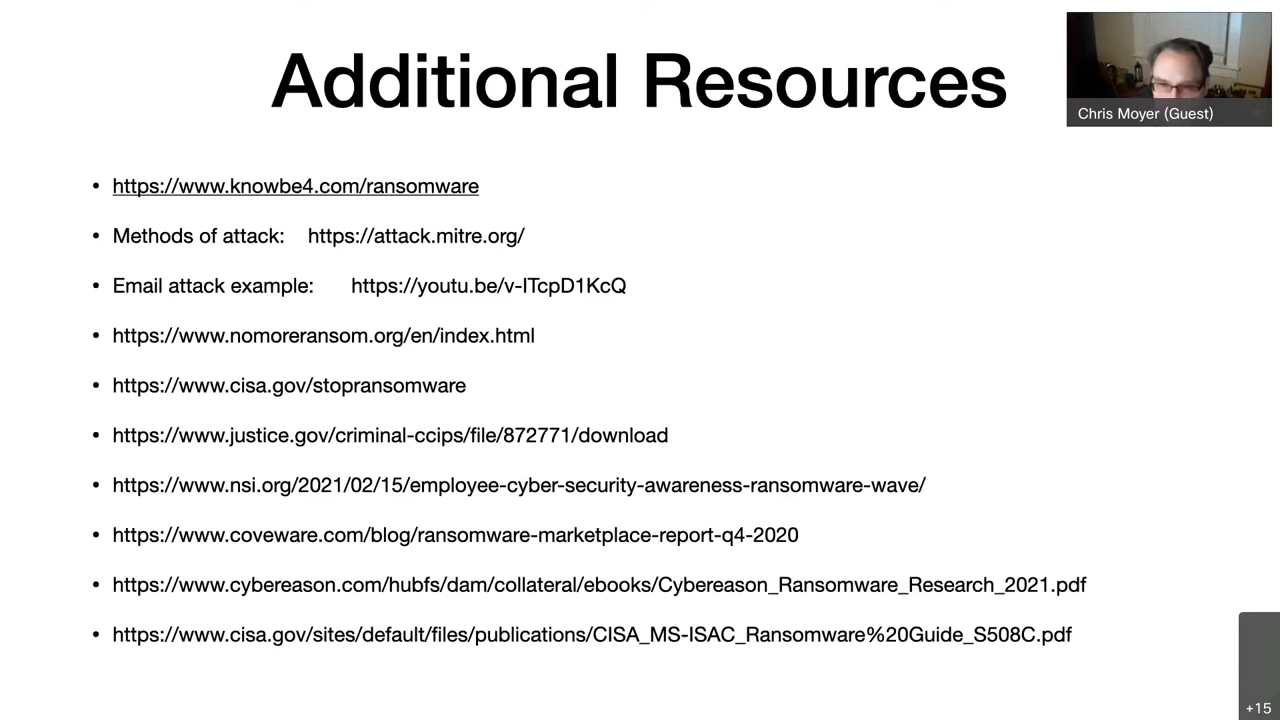 Additional Resources
Chris Moyer (Guest)
• https://www.knowbe4.com/ransomware
• Methods of attack: https://attack.mitre.org/
• Email attack example: https://youtu.be/v-lTcpD1KcQ
• https://www.nomoreransom.org/en/index.html
• https://www.cisa.gov/stopransomware
• https://www.justice.gov/criminal-ccips/file/872771/download
• https://www.nsi.org/2021/02/15/employee-cyber-security-awareness-ransomware-wave/
• https://www.coveware.com/blog/ransomware-marketplace-report-q4-2020
• https://www.cybereason.com/hubfs/dam/collateral/ebooks/Cybereason_Ransomware_Research_2021.pdf
• https://www.cisa.gov/sites/default/files/publications/CISA_MS-ISAC_Ransomware%20Guide_S508C.pdf
+15